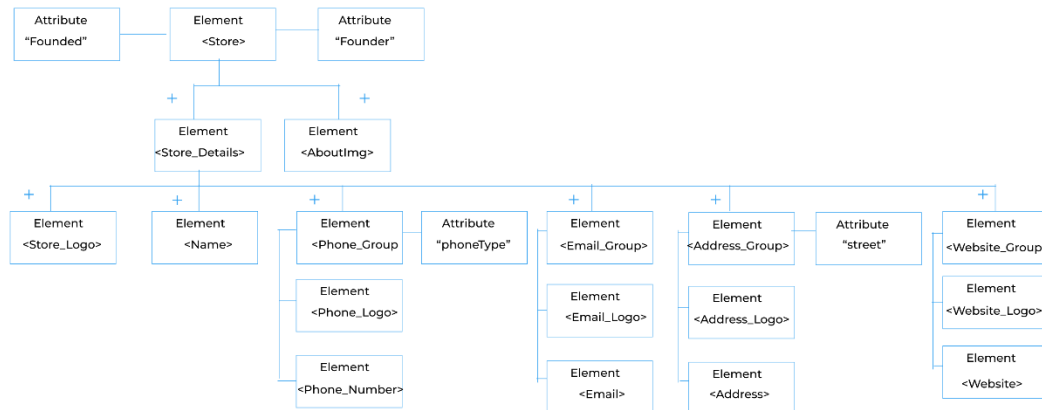 Attribute
“Founded”
Element
<Store>
Attribute
“Founder”
+
+
Element
<Store_Details>
Element
<AboutImg>
+
+
+
+
+
+
Element
<Store_Logo>
Element
<Name>
Element
<Phone_Group
Attribute
“phoneType”
Element
<Email_Group>
Element
<Address_Group>
Attribute
“street”
Element
<Website_Group>
Element
<Phone_Logo>
Element
<Email_Logo>
Element
<Address_Logo>
Element
<Website_Logo>
Element
<Phone_Number>
Element
<Email>
Element
<Address>
Element
<Website>